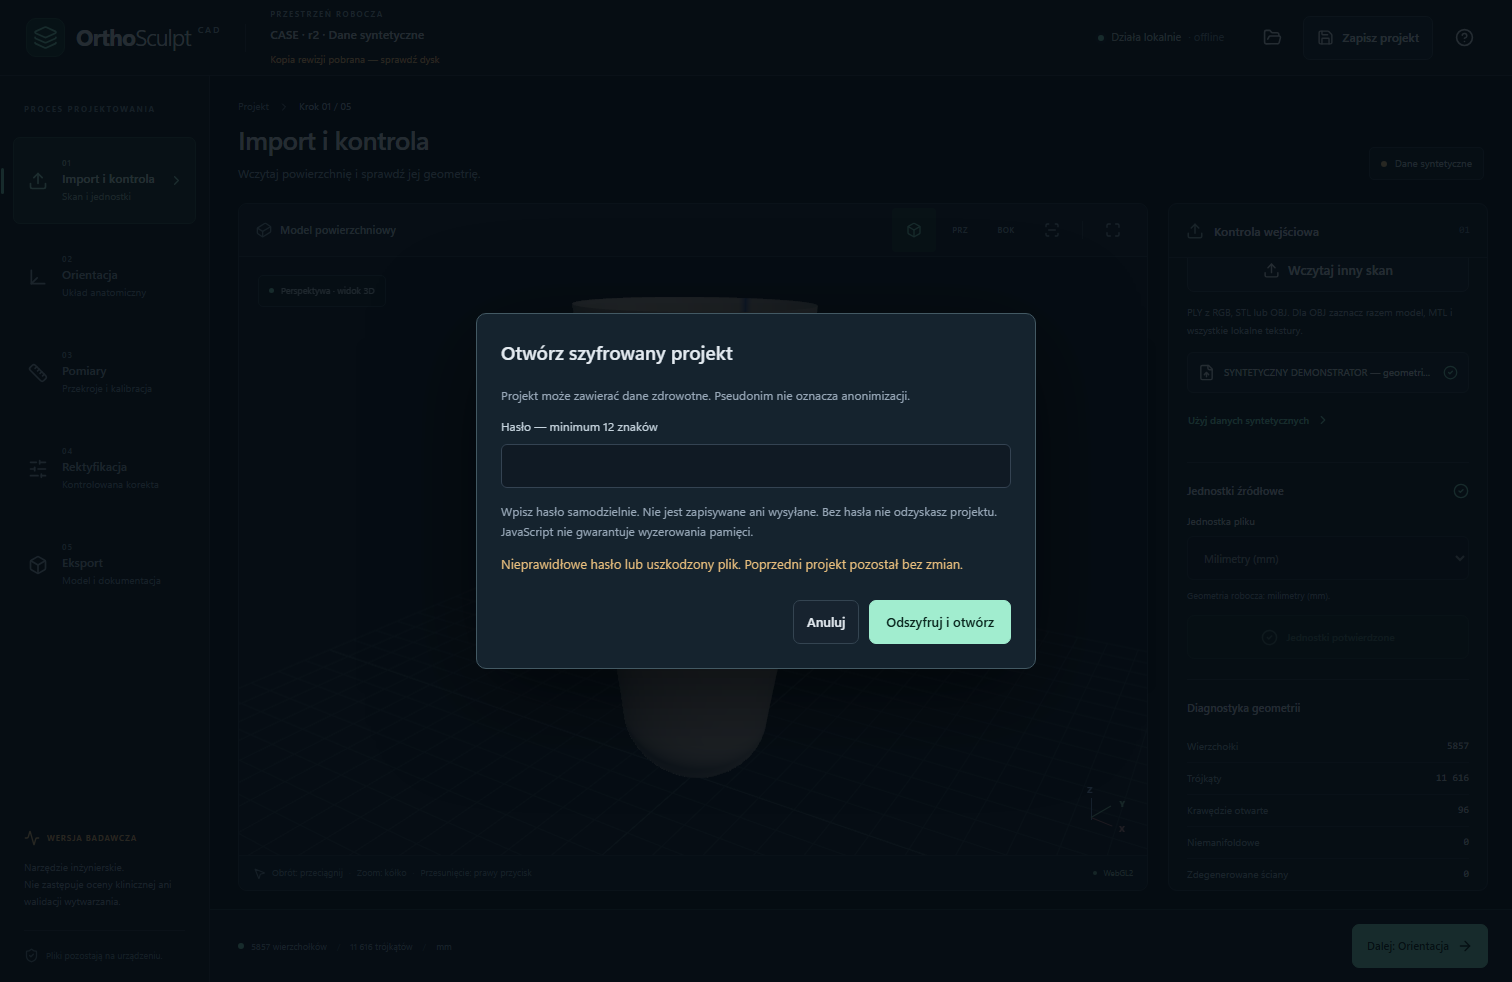 OrthoSculpt CAD
PRZESTRZEŃ ROBOCZA
CASE · r2 · Dane syntetyczne
Kopia rewizji pobrana — sprawdź dysk
Działa lokalnie offline
Zapisz projekt
PROCES PROJEKTOWANIA
01
Import i kontrola
Skan i jednostki
02
Orientacja
Układ anatomiczny
03
Pomiary
Przekroje i kalibracja
04
Rektyfikacja
Kontrolowana korekta
05
Eksport
Model i dokumentacja
WERSJA BADAWCZA
Narzędzie inżynierskie.
Nie zastępuje oceny klinicznej ani
walidacji wytwarzania.
Pliki pozostają na urządzeniu
Projekt > Krok 01 / 05
Import i kontrola
Wczytaj powierzchnię i sprawdź jej geometrię.
Dane syntetyczne
Model powierzchniowy
PRZ
BOK
Perspektywa · widok 3D
Otwórz szyfrowany projekt
Projekt może zawierać dane zdrowotne. Pseudonim nie oznacza anonimizacji.
Hasło — minimum 12 znaków
Wpisz hasło samodzielnie. Nie jest zapisywane ani wysyłane. Bez hasła nie odzyskasz projektu.
JavaScript nie gwarantuje wyzerowania pamięci.
Nieprawidłowe hasło lub uszkodzony plik. Poprzedni projekt pozostał bez zmian.
Anuluj
Odszyfruj i otwórz
Z
Y
X
Obrót: przeciągnij Zoom: kółko Przesunięcie: prawy przycisk
WebGL2
Kontrola wejściowa
01
Wczytaj inny skan
PLY z RGB, STL lub OBJ. Dla OBJ zaznacz razem model, MTL i
wszystkie lokalne tekstury.
SYNTETYCZNY DEMONSTRATOR — geometri...
Użyj danych syntetycznych
Jednostki źródłowe
Jednostka pliku
Milimetry (mm)
Geometria robocza: milimetry (mm).
Jednostki potwierdzone
Diagnostyka geometrii
Wierzchołki 5857
Trójkąty 11 616
Krawędzie otwarte 96
Niemanifoldowe 0
Zdegenerowane ściany 0
5857 wierzchołków / 11 616 trójkątów / mm
Dalej: Orientacja